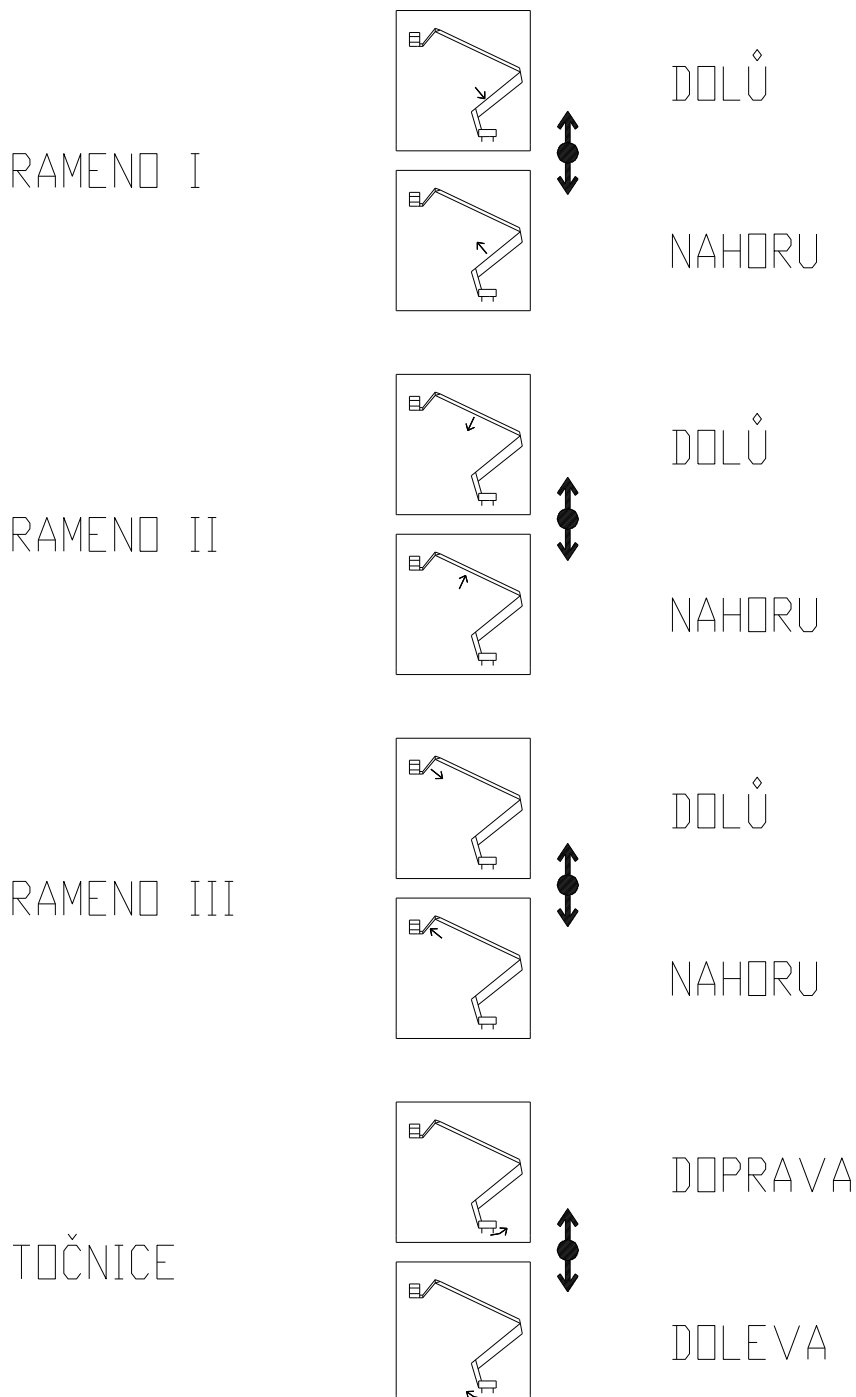 DOLŮ
RAMENO I
NAHORU
DOLŮ
RAMENO II
NAHORU
DOLŮ
RAMENO III
NAHORU
DOPRAVA
TOČNICE
DOLEVA